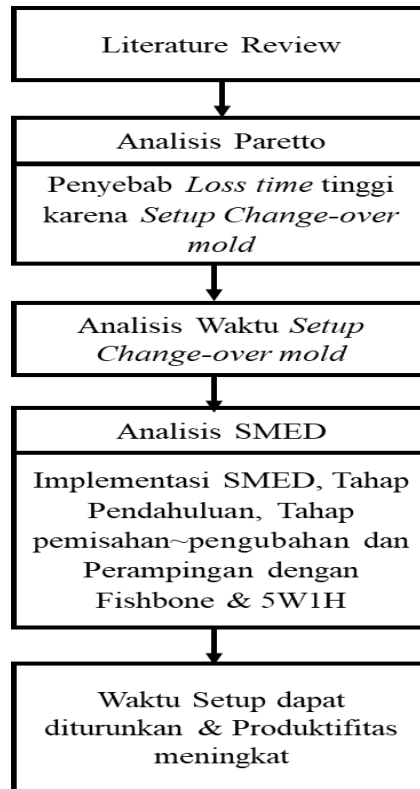 Literature Review
Analisis Paretto
Penyebab Loss time tinggi
karena Setup Change-over
mold
Analisis Waktu Setup
Change-over mold
Analisis SMED
Implementasi SMED, Tahap
Pendahuluan, Tahap
pemisahan~pengubahan dan
Perampingan dengan
Fishbone & 5W1H
Waktu Setup dapat
diturunkan & Produktifitas
meningkat